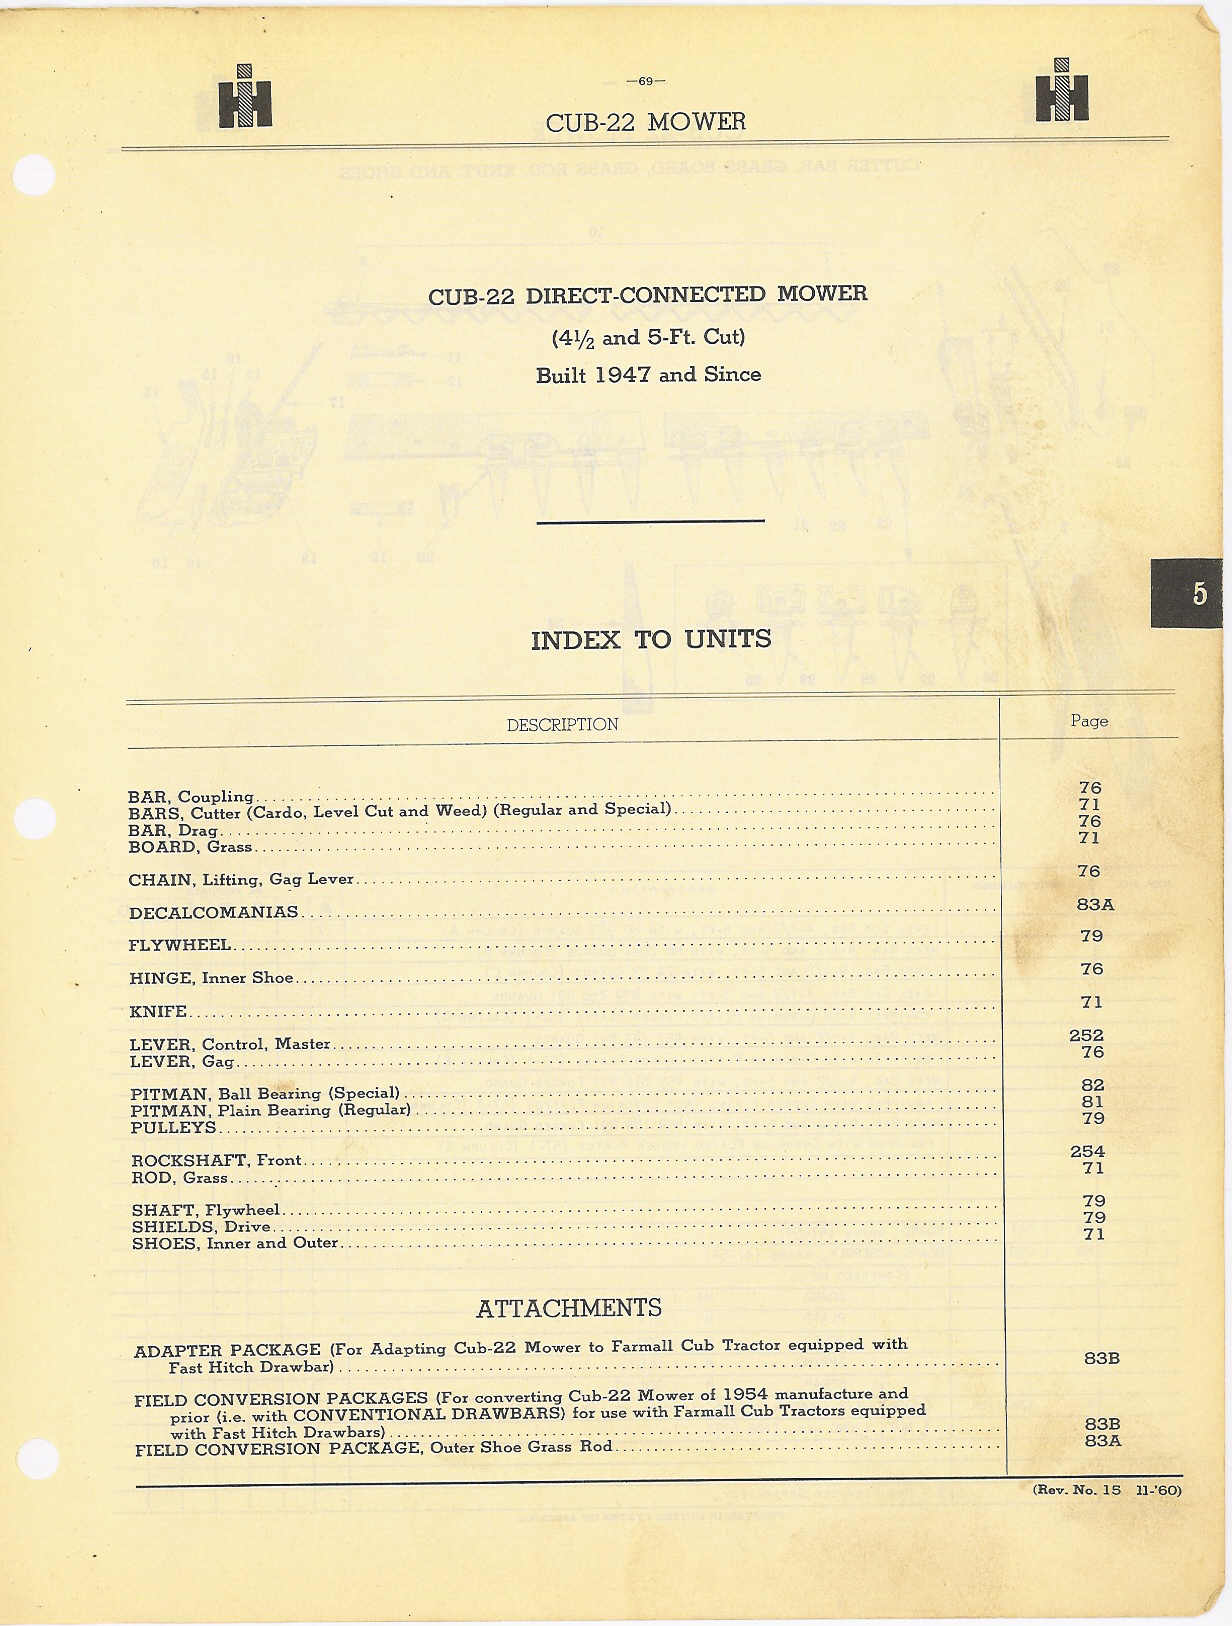 —69—
CUB-22 MOWER
CUB-22 DIRECT-CONNECTED MOWER
(4½ and 5-Ft. Cut)
Built 1947 and Since
5
INDEX TO UNITS
DESCRIPTION Page
BAR, Coupling 76
BARS, Cutter (Cardo, Level Cut and Weed) (Regular and Special) 71
BAR, Drag 76
BOARD, Grass 71
CHAIN, Lifting, Gag Lever 76
DECALCOMANIAS 83A
FLYWHEEL 79
HINGE, Inner Shoe 76
KNIFE 71
LEVER, Control, Master 252
LEVER, Gag 76
PITMAN, Ball Bearing (Special) 82
PITMAN, Plain Bearing (Regular) 81
PULLEYS 79
ROCKSHAFT, Front 254
ROD, Grass 71
SHAFT, Flywheel 79
SHIELDS, Drive 79
SHOES, Inner and Outer 71
ATTACHMENTS
ADAPTER PACKAGE (For Adapting Cub-22 Mower to Farmall Cub Tractor equipped with
Fast Hitch Drawbar) 83B
FIELD CONVERSION PACKAGES (For converting Cub-22 Mower of 1954 manufacture and
prior (i.e. with CONVENTIONAL DRAWBARS) for use with Farmall Cub Tractors equipped
with Fast Hitch Drawbars) 83B
FIELD CONVERSION PACKAGE, Outer Shoe Grass Rod 83A
(Rev. No. 15 11-'60)